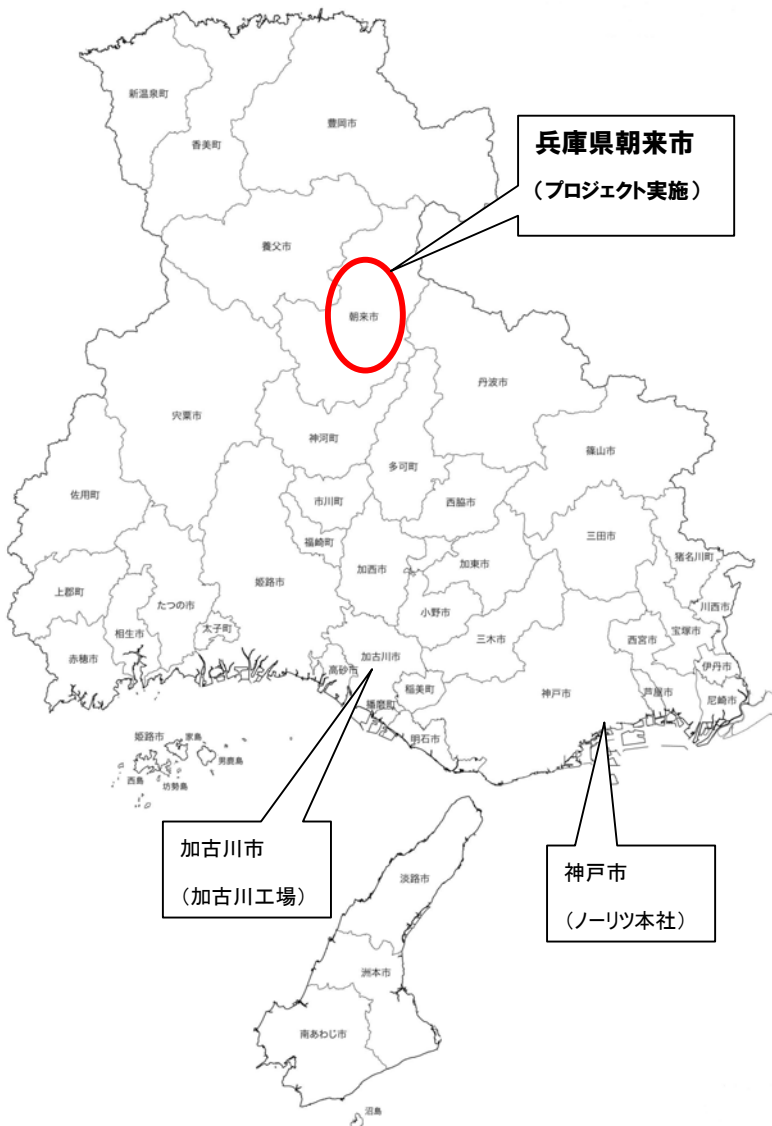 新温泉町
香美町
豊岡市
兵庫県朝来市
（プロジェクト実施）
養父市
朝来市
丹波市
宍粟市
神河町
多可町
篠山市
佐用町
市川町
西脇市
福崎町
三田市
猪名川町
姫路市
加西市
加東市
上郡町
たつの市
川西市
小野市
相生市
太子町
三木市
西宮市
宝塚市
赤穂市
加古川市
高砂市
伊丹市
稲美町
神戸市
芦屋市
尼崎市
播磨町
明石市
姫路市
家島
男鹿島
西島
坊勢島
加古川市
（加古川工場）
神戸市
（ノーリツ本社）
淡路市
洲本市
南あわじ市
沼島